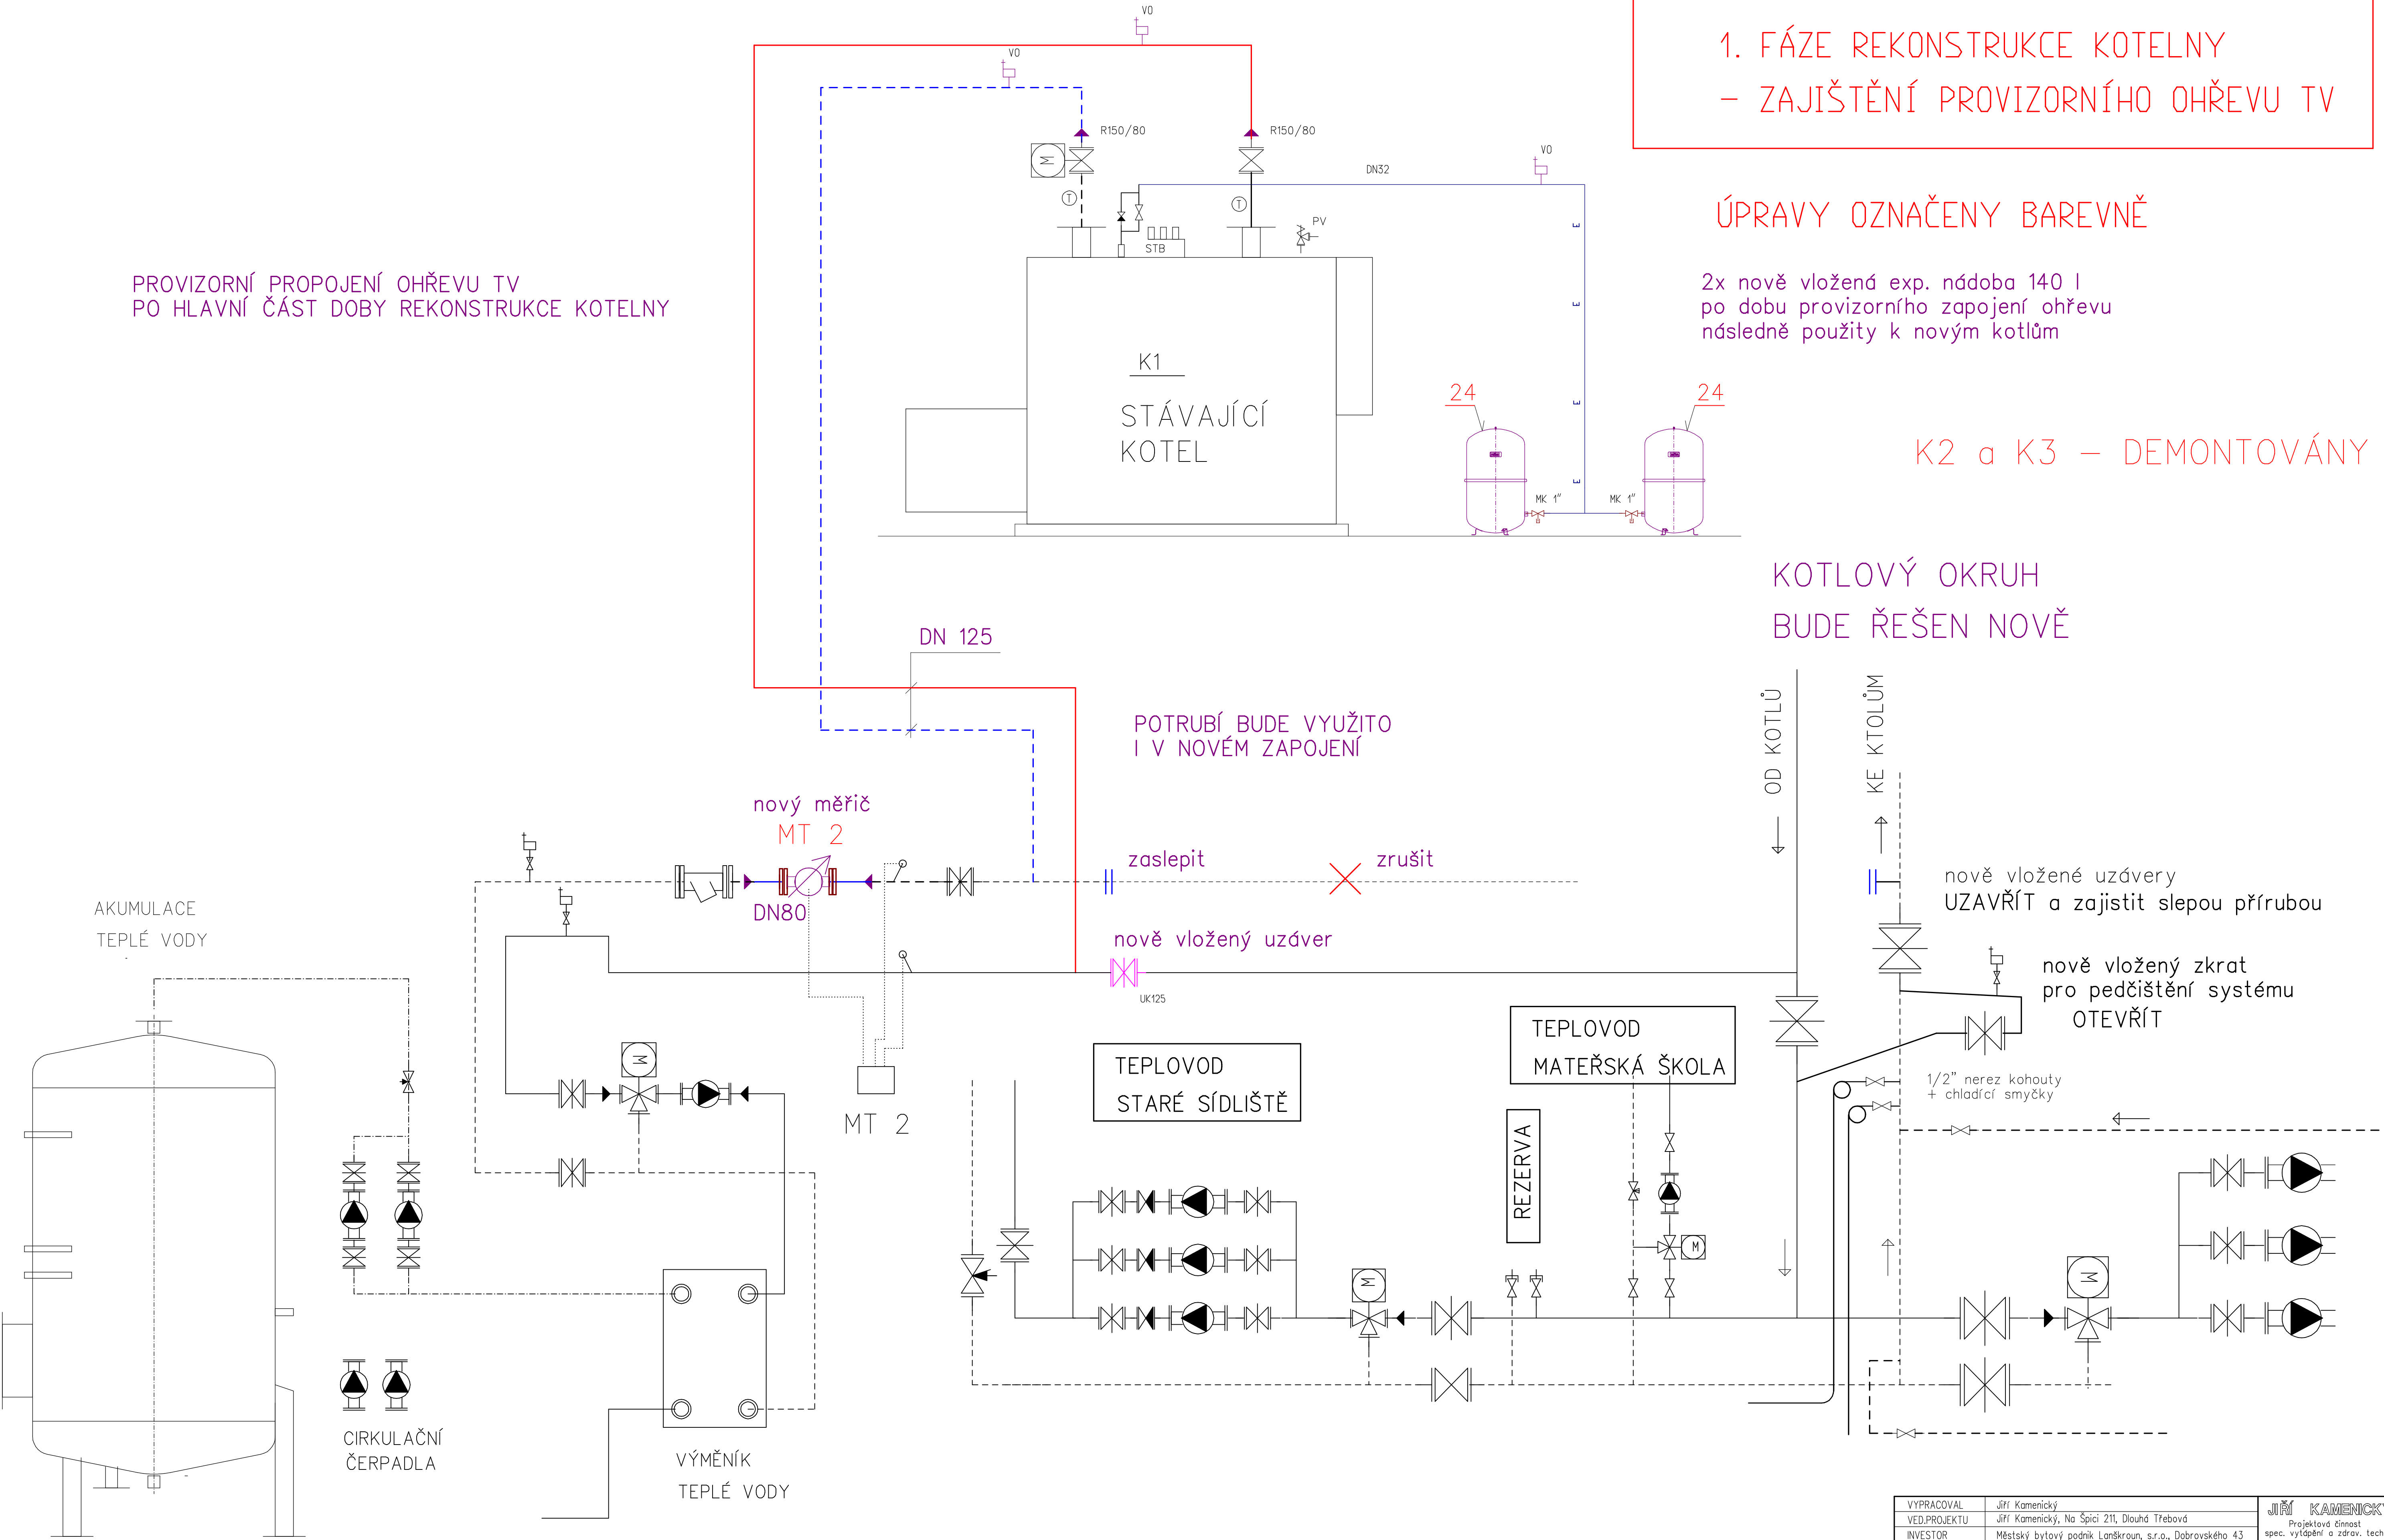 1. FÁZE REKONSTRUKCE KOTELNY
– ZAJIŠTĚNÍ PROVIZORNÍHO OHŘEVU TV
ÚPRAVY OZNAČENY BAREVNĚ
2x nově vložená exp. nádoba 140 l
po dobu provizorního zapojení ohřevu
následně použity k novým kotlům
VO
VO
VO
R150/80
R150/80
M
T
T
DN32
PV
STB
PROVIZORNÍ PROPOJENÍ OHŘEVU TV
PO HLAVNÍ ČÁST DOBY REKONSTRUKCE KOTELNY
K1
STÁVAJÍCÍ
KOTEL
24
24
MK 1"
MK 1"
K2 a K3 – DEMONTOVÁNY
KOTLOVÝ OKRUH
BUDE ŘEŠEN NOVĚ
DN 125
POTRUBÍ BUDE VYUŽITO
I V NOVÉM ZAPOJENÍ
OD KOTLŮ
KE KTOLŮM
nový měřič
MT 2
DN80
zaslepit
zrušit
nově vložené uzávery
UZAVŘÍT a zajistit slepou přírubou
AKUMULACE
TEPLÉ VODY
nově vložený uzáver
UK125
nově vložený zkrat
pro pedčištění systému
OTEVŘÍT
TEPLOVOD
MATEŘSKÁ ŠKOLA
TEPLOVOD
STARÉ SÍDLIŠTĚ
M
MT 2
1/2" nerez kohouty
+ chladící smyčky
REZERVA
M
M
M
CIRKULAČNÍ
ČERPADLA
VÝMĚNÍK
TEPLÉ VODY
VYPRACOVAL Jiří Kamenický
VED.PROJEKTU Jiří Kamenický, Na Špici 211, Dlouhá Třebová
INVESTOR Městský bytový podnik Lanškroun, s.r.o., Dobrovského 43
JIŘÍ KAMENICKÝ
Projektová činnost
spec. vytápění a zdrav. tech